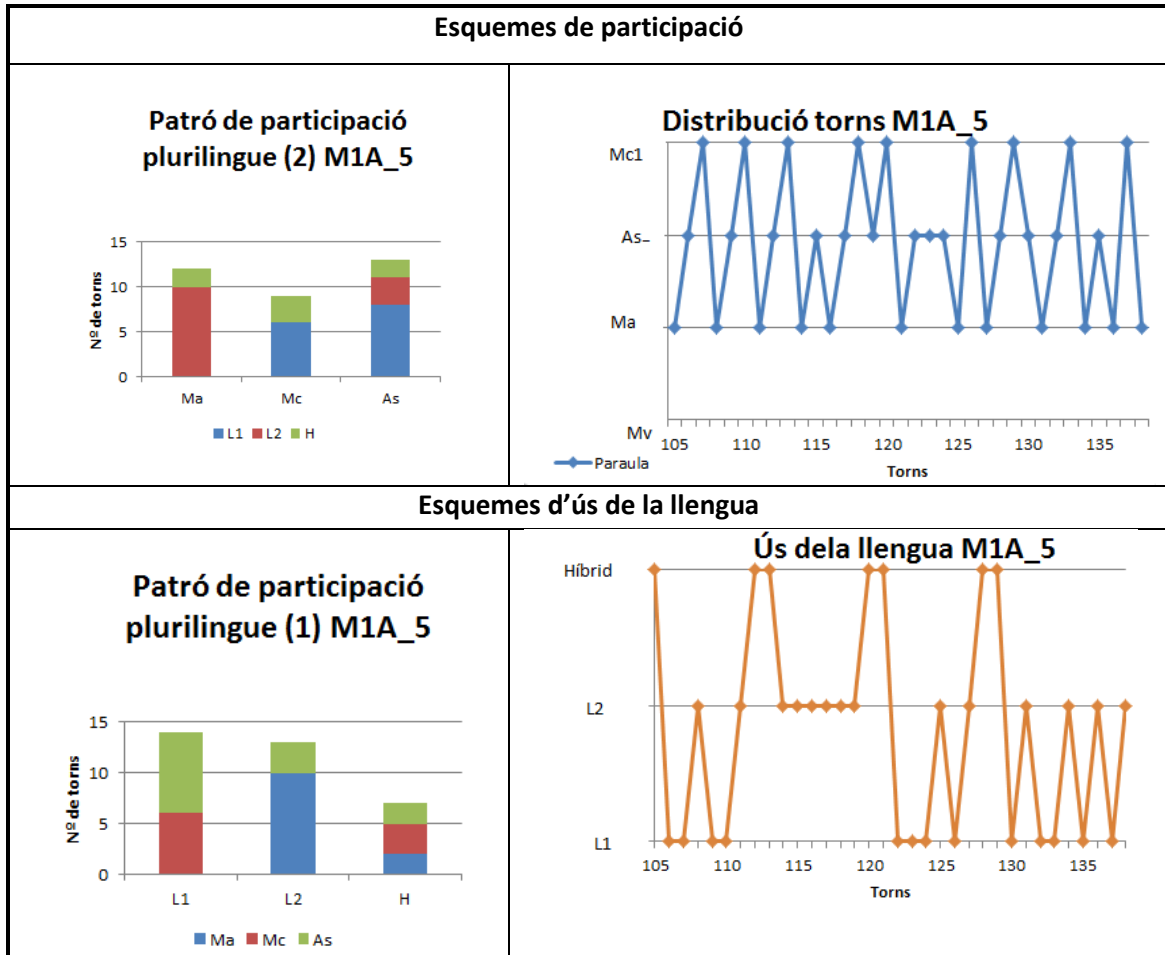 Esquemes de participació
Patró de participació
plurilingue (2) M1A_5
15
10
5
0
Nº de torns
Ma Mc As
L1 L2 H
Distribució torns M1A_5
Mc1
As
Ma
Mv
105 110 115 120 125 130 135
Paraula
Torns
Esquemes d'ús de la llengua
Patró de participació
plurilingue (1) M1A_5
15
10
5
0
Nº de torns
L1 L2 H
Ma Mc As
Ús dela llengua M1A_5
Híbrid
L2
L1
105 110 115 120 125 130 135
Torns